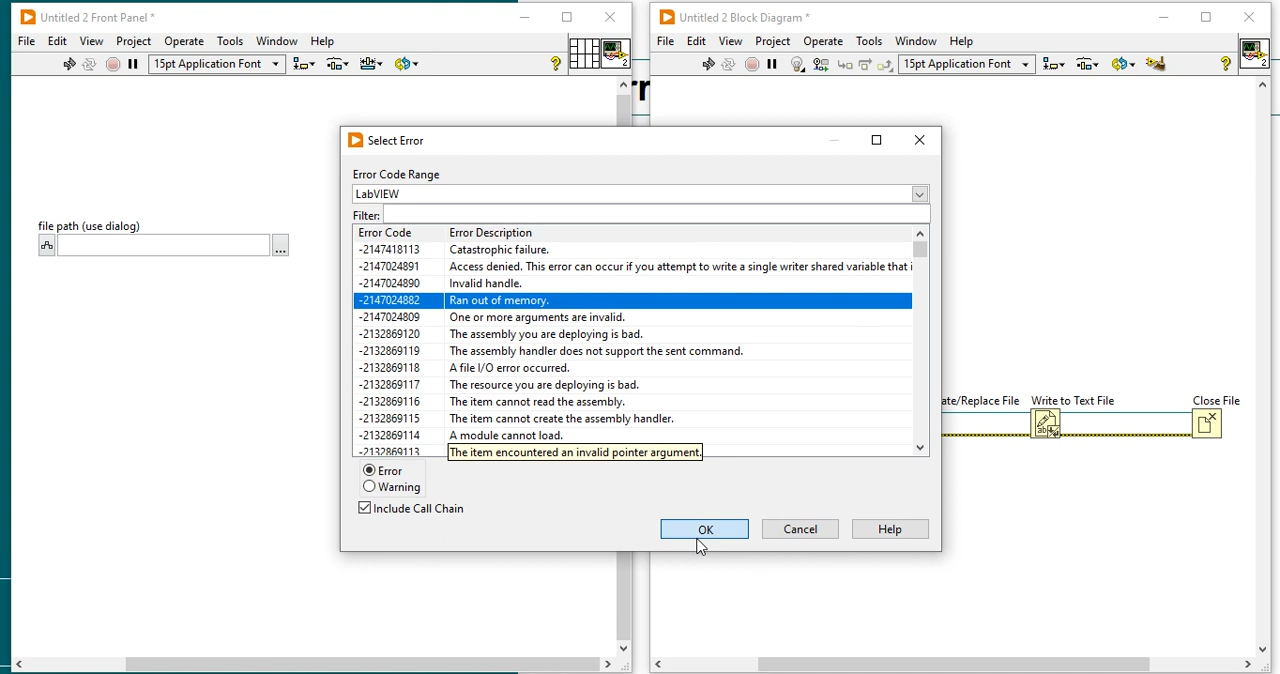 Untitled 2 Front Panel *
File Edit View Project Operate Tools Window Help
15pt Application Font
2
file path (use dialog)
...
Untitled 2 Block Diagram *
File Edit View Project Operate Tools Window Help
15pt Application Font
2
Select Error
Error Code Range
LabVIEW
Filter:
Error Code Error Description
-2147418113 Catastrophic failure.
-2147024891 Access denied. This error can occur if you attempt to write a single writer shared variable that i
-2147024890 Invalid handle.
-2147024882 Ran out of memory.
-2147024809 One or more arguments are invalid.
-2132869120 The assembly you are deploying is bad.
-2132869119 The assembly handler does not support the sent command.
-2132869118 A file I/O error occurred.
-2132869117 The resource you are deploying is bad.
-2132869116 The item cannot read the assembly.
-2132869115 The item cannot create the assembly handler.
-2132869114 A module cannot load.
-2132869113 The item encountered an invalid pointer argument.
Error
Warning
Include Call Chain
OK Cancel Help
ate/Replace File Write to Text File Close File